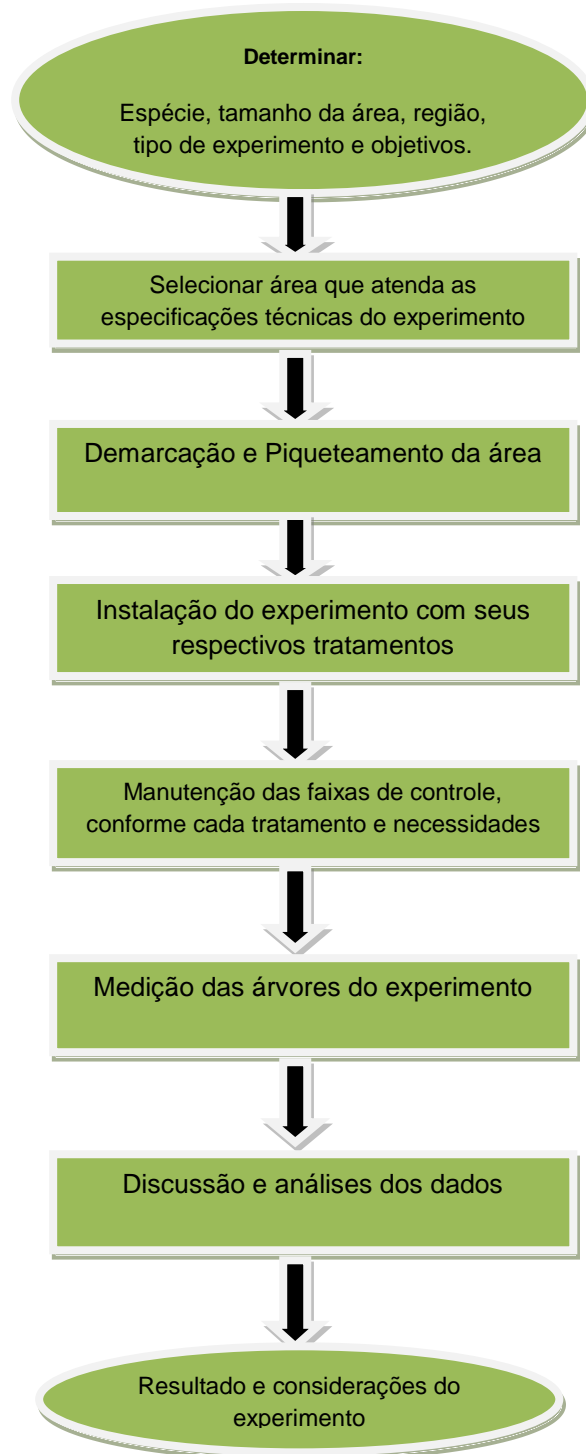 Determinar:
Espécie, tamanho da área, região,
tipo de experimento e objetivos.
Selecionar área que atenda as
especificações técnicas do experimento
Demarcação e Piqueteamento da área
Instalação do experimento com seus
respectivos tratamentos
Manutenção das faixas de controle,
conforme cada tratamento e necessidades
Medição das árvores do experimento
Discussão e análises dos dados
Resultado e considerações do
experimento